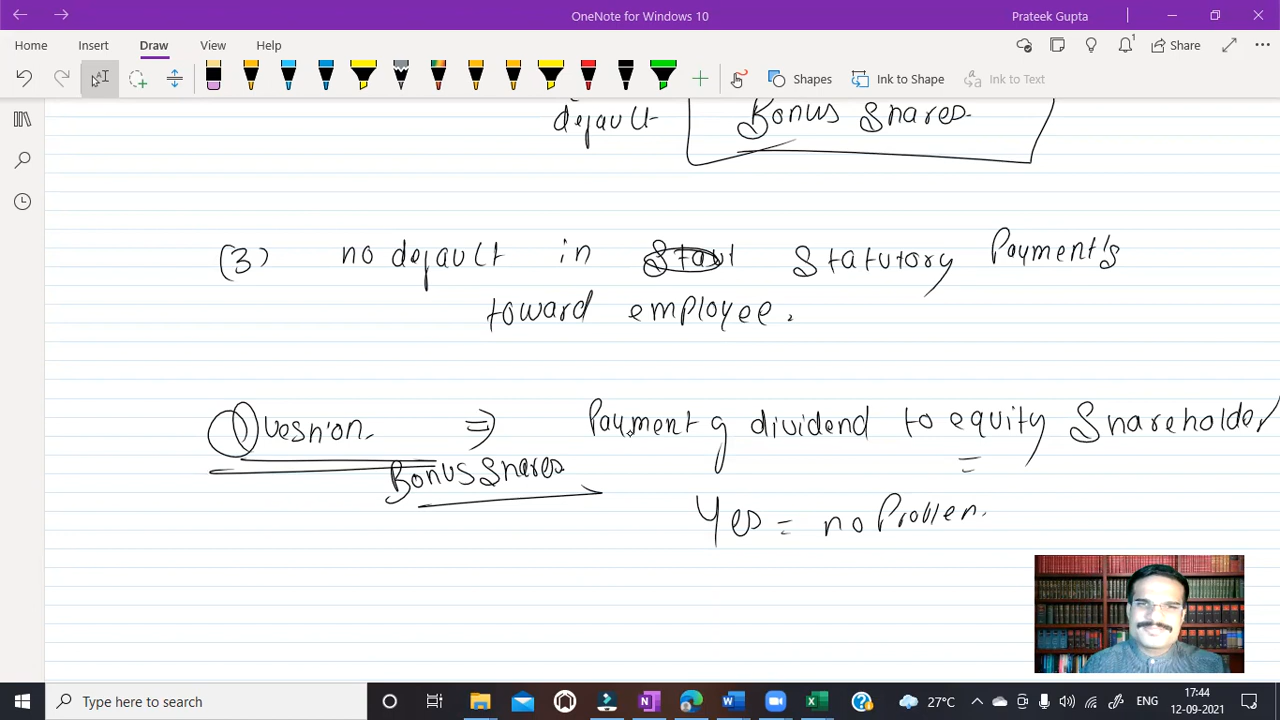 OneNote for Windows 10
Prateek Gupta
Home Insert Draw View Help
Share
Shapes
Ink to Shape
Ink to Text
default
Bonus Shares.
(3) no default in Statutory Payment's
toward employee.
Question. ⇒ Payment of dividend to equity Shareholder
Bonus Shares
Yes = no Problem.
Type here to search
27°C
ENG
17:44
12-09-2021